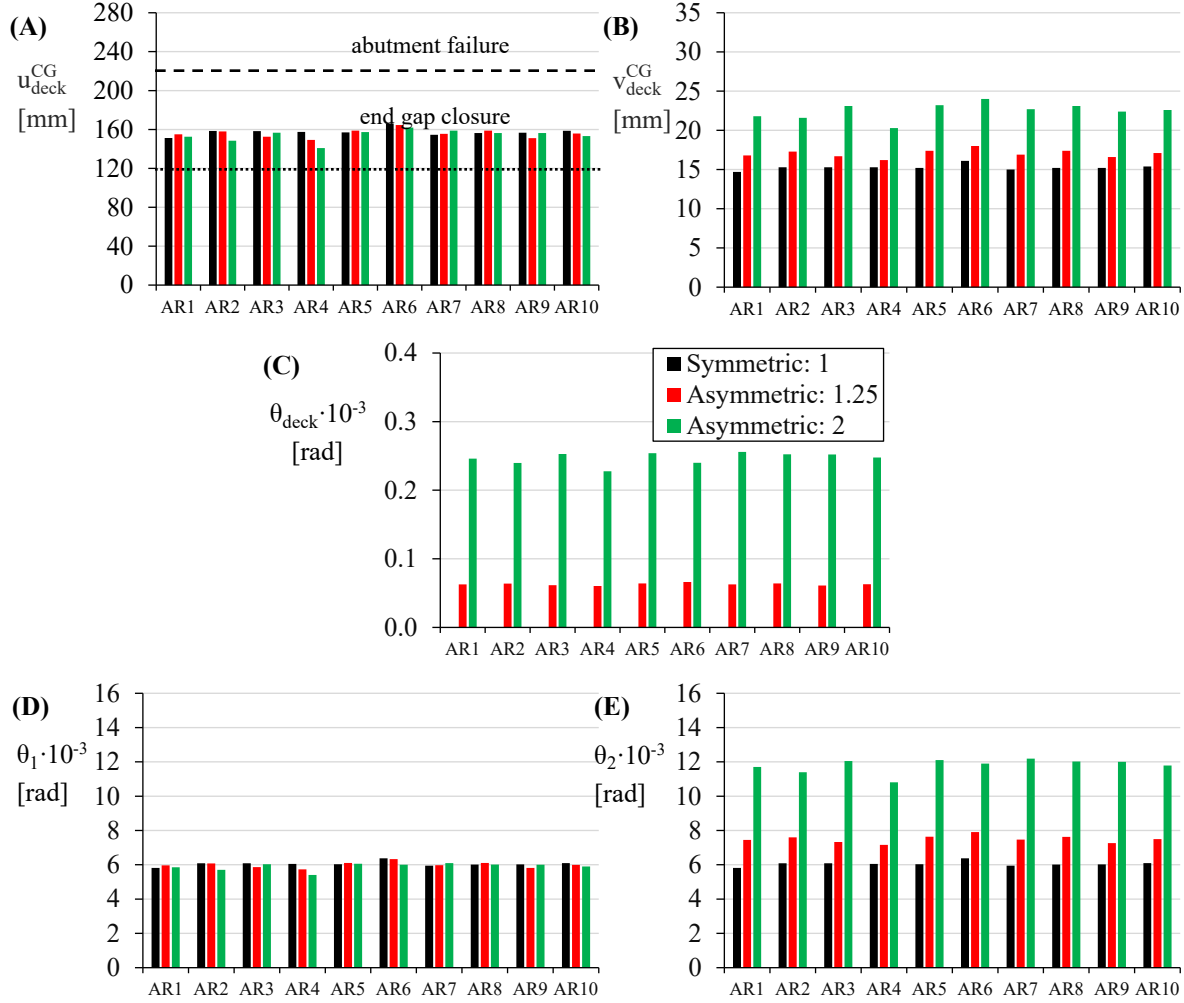 (A)
280
240
200
160
120
80
40
0
u_deck^CG
[mm]
abutment failure
end gap closure
AR1 AR2 AR3 AR4 AR5 AR6 AR7 AR8 AR9 AR10
(B)
35
30
25
20
15
10
5
0
v_deck^CG
[mm]
AR1 AR2 AR3 AR4 AR5 AR6 AR7 AR8 AR9 AR10
(C)
0.4
0.3
0.2
0.1
0.0
θ_deck·10⁻³
[rad]
Symmetric: 1
Asymmetric: 1.25
Asymmetric: 2
AR1 AR2 AR3 AR4 AR5 AR6 AR7 AR8 AR9 AR10
(D)
16
14
12
10
8
6
4
2
0
θ₁·10⁻³
[rad]
AR1 AR2 AR3 AR4 AR5 AR6 AR7 AR8 AR9 AR10
(E)
16
14
12
10
8
6
4
2
0
θ₂·10⁻³
[rad]
AR1 AR2 AR3 AR4 AR5 AR6 AR7 AR8 AR9 AR10